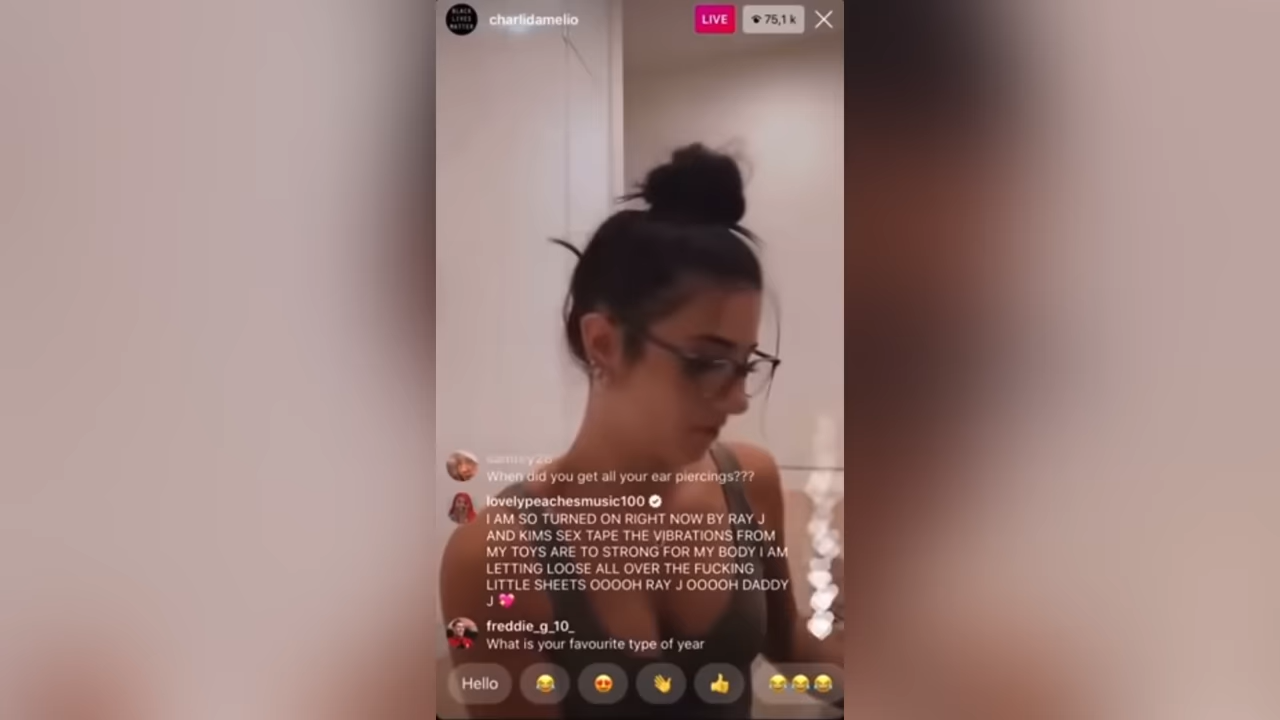 BLACK
LIVES
MATTER
charlidamelio
LIVE
75,1 k
When did you get all your ear piercings???
lovelypeachesmusic100
I AM SO TURNED ON RIGHT NOW BY RAY J
AND KIMS SEX TAPE THE VIBRATIONS FROM
MY TOYS ARE TO STRONG FOR MY BODY I AM
LETTING LOOSE ALL OVER THE FUCKING
LITTLE SHEETS OOOOH RAY J OOOOH DADDY
J 💖
freddie_g_10_
What is your favourite type of year
Hello